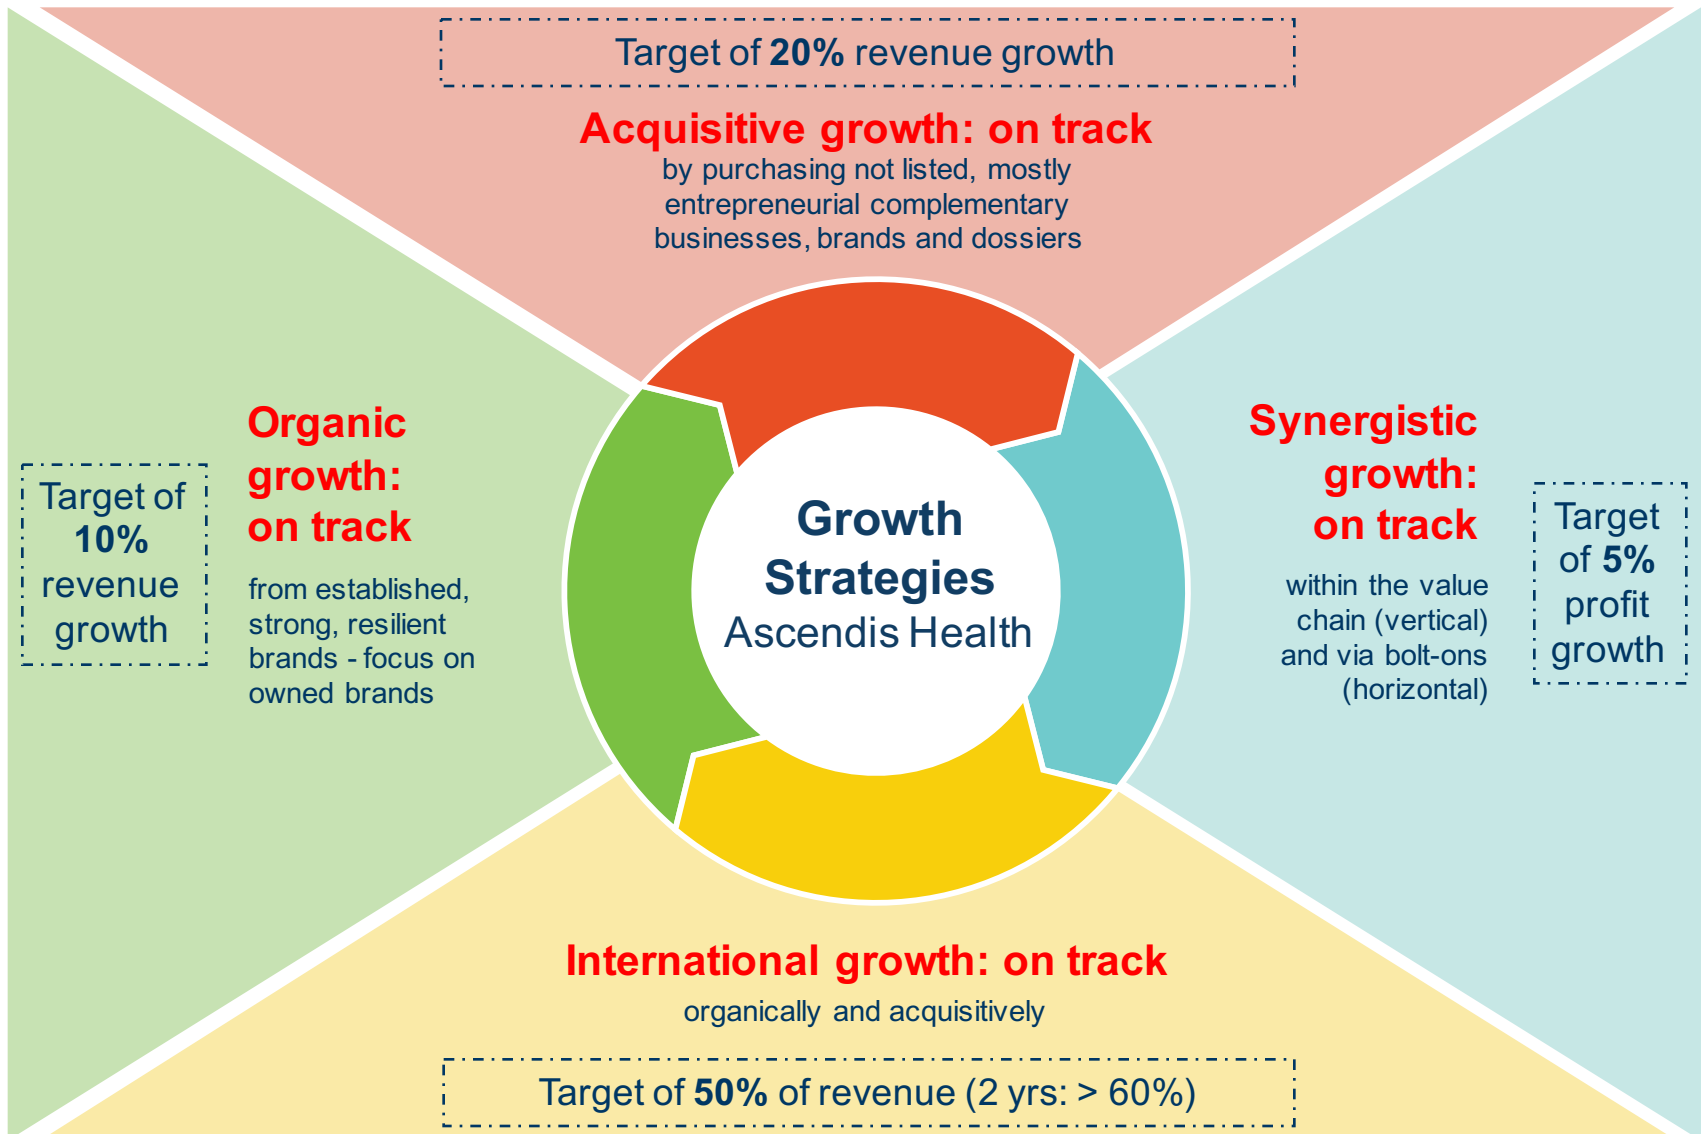 Target of 20% revenue growth
Acquisitive growth: on track
by purchasing not listed, mostly
entrepreneurial complementary
businesses, brands and dossiers
Organic
growth:
on track
from established,
strong, resilient
brands - focus on
owned brands
Target of
10%
revenue
growth
Growth
Strategies
Ascendis Health
Synergistic
growth:
on track
within the value
chain (vertical)
and via bolt-ons
(horizontal)
Target
of 5%
profit
growth
International growth: on track
organically and acquisitively
Target of 50% of revenue (2 yrs: > 60%)